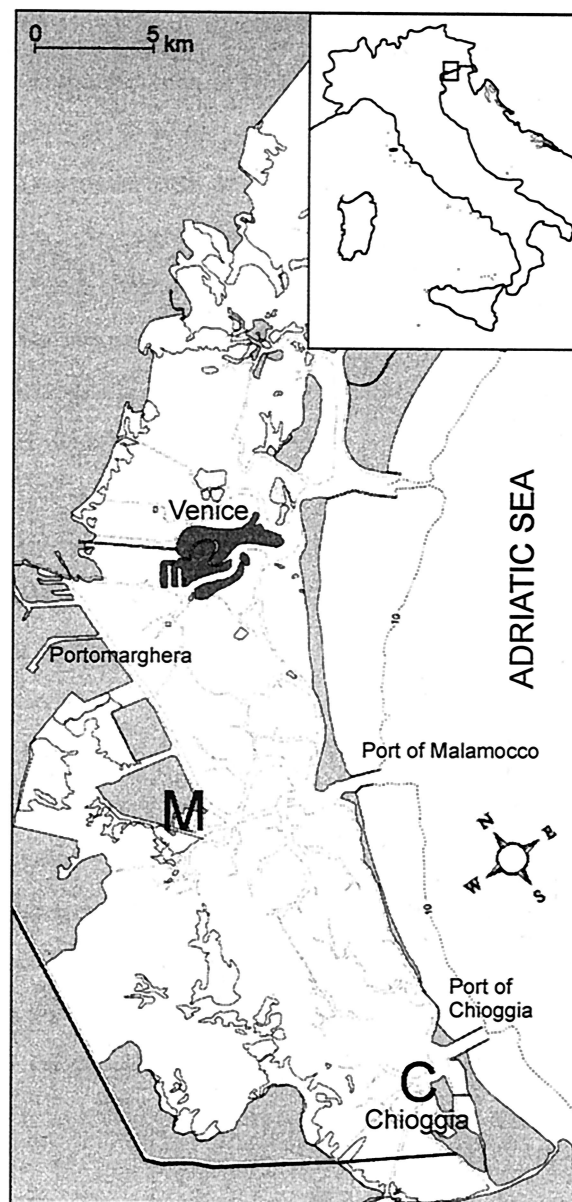 0 5 km
Venice
Portomarghera
ADRIATIC SEA
10
Port of Malamocco
M
N
E
W
S
10
Port of
Chioggia
C
Chioggia